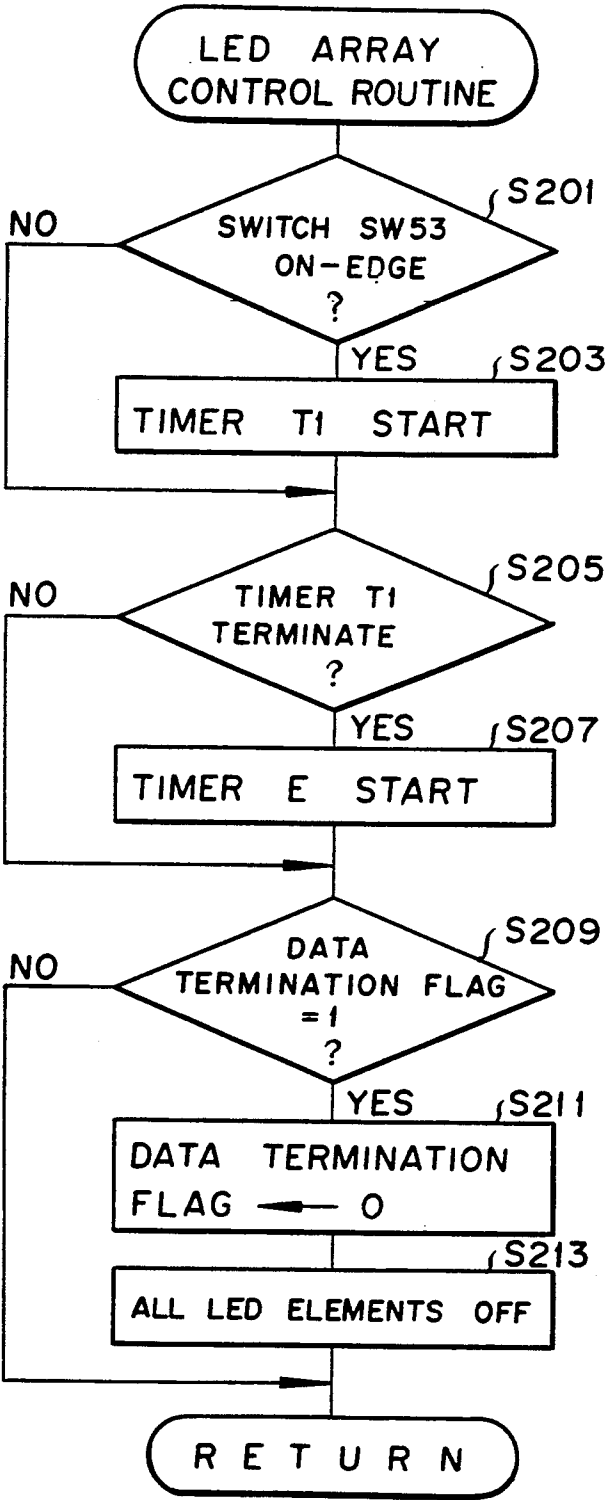 LED ARRAY
CONTROL ROUTINE
S201
NO
SWITCH SW53
ON-EDGE
?
YES
S203
TIMER T1 START
S205
NO
TIMER T1
TERMINATE
?
YES
S207
TIMER E START
S209
NO
DATA
TERMINATION FLAG
=1
?
YES
S211
DATA TERMINATION
FLAG ← 0
S213
ALL LED ELEMENTS OFF
RETURN